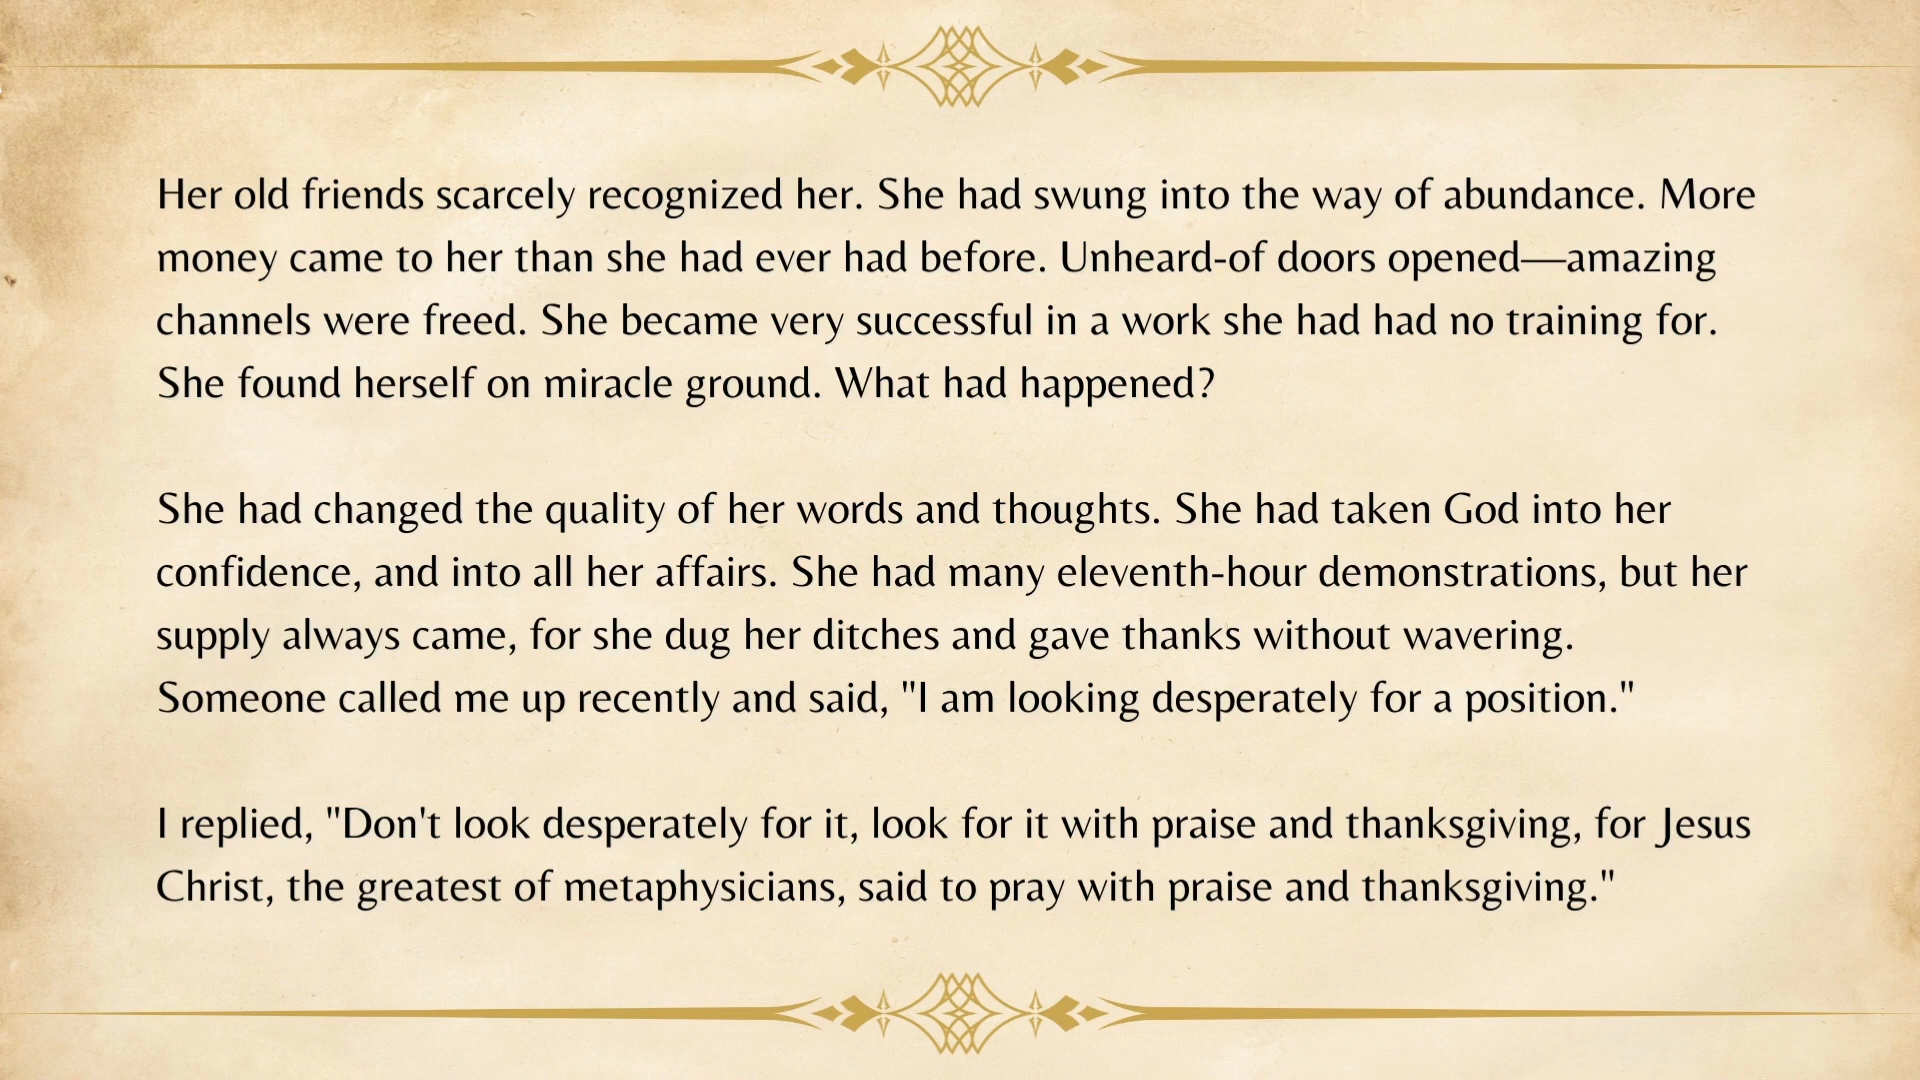 Her old friends scarcely recognized her. She had swung into the way of abundance. More
money came to her than she had ever had before. Unheard-of doors opened—amazing
channels were freed. She became very successful in a work she had had no training for.
She found herself on miracle ground. What had happened?
She had changed the quality of her words and thoughts. She had taken God into her
confidence, and into all her affairs. She had many eleventh-hour demonstrations, but her
supply always came, for she dug her ditches and gave thanks without wavering.
Someone called me up recently and said, "I am looking desperately for a position."
I replied, "Don't look desperately for it, look for it with praise and thanksgiving, for Jesus
Christ, the greatest of metaphysicians, said to pray with praise and thanksgiving."